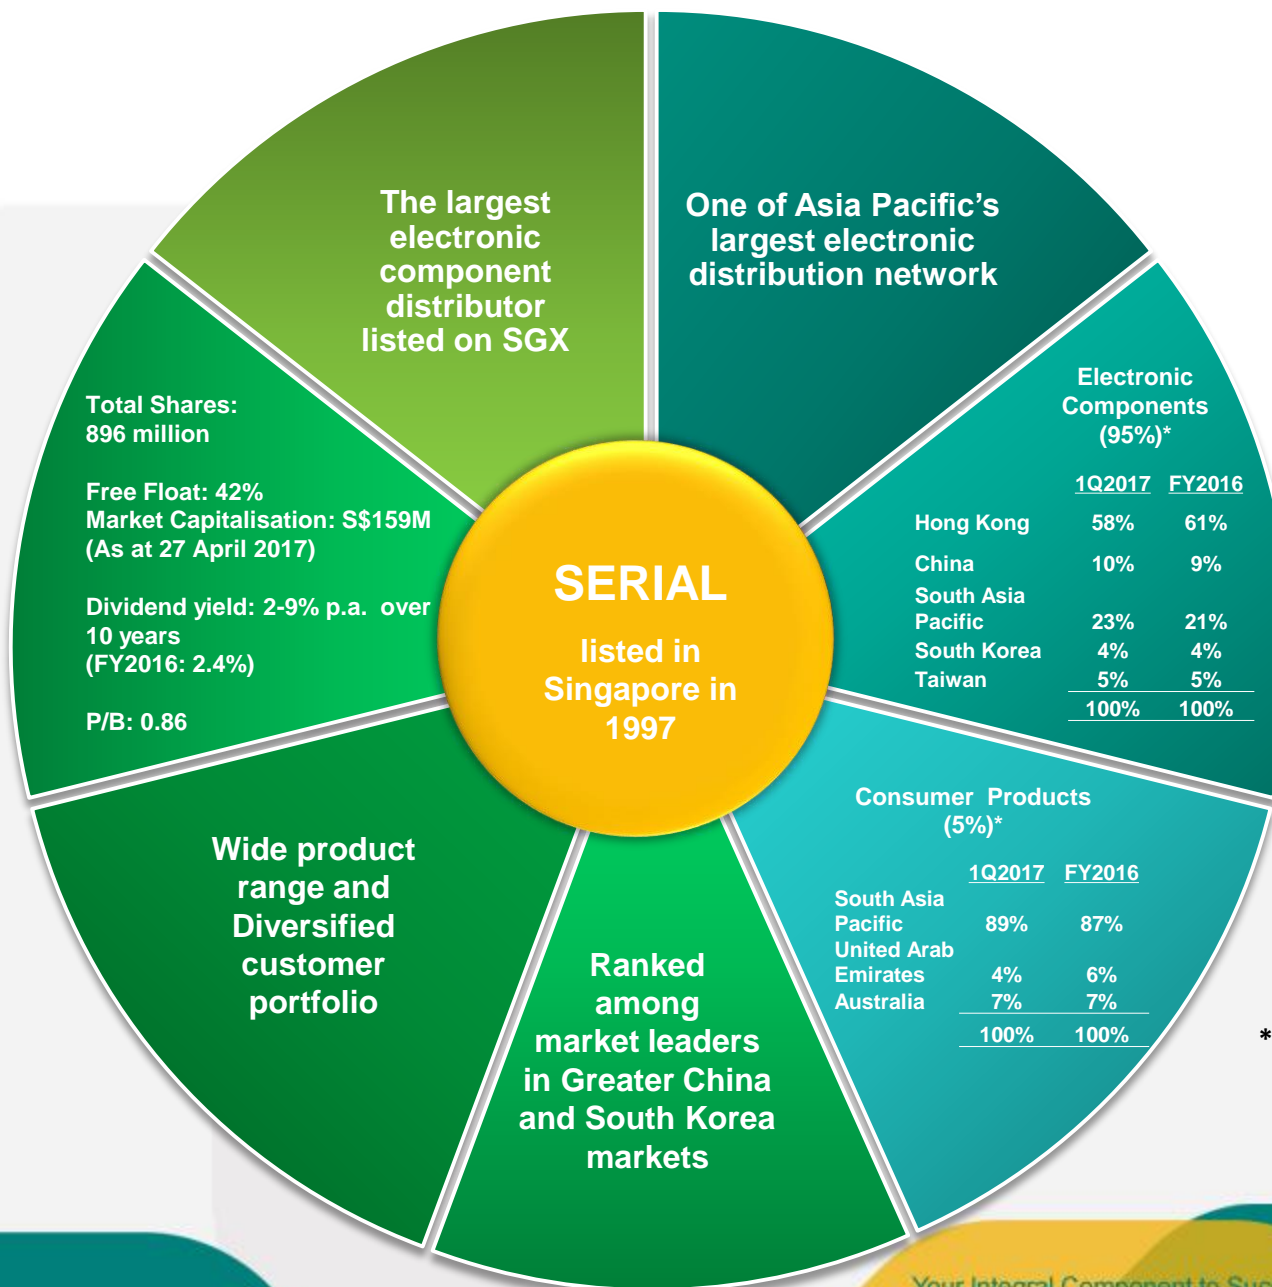 The largest
electronic
component
distributor
listed on SGX
One of Asia Pacific’s
largest electronic
distribution network
Total Shares:
896 million
Free Float: 42%
Market Capitalisation: S$159M
(As at 27 April 2017)
Dividend yield: 2-9% p.a. over
10 years
(FY2016: 2.4%)
P/B: 0.86
SERIAL
listed in
Singapore in
1997
Electronic
Components
(95%)*
1Q2017 FY2016
Hong Kong 58% 61%
China 10% 9%
South Asia
Pacific 23% 21%
South Korea 4% 4%
Taiwan 5% 5%
100% 100%
Consumer Products
(5%)*
1Q2017 FY2016
South Asia
Pacific 89% 87%
United Arab
Emirates 4% 6%
Australia 7% 7%
100% 100%
*
Wide product
range and
Diversified
customer
portfolio
Ranked
among
market leaders
in Greater China
and South Korea
markets
Your Integral Component